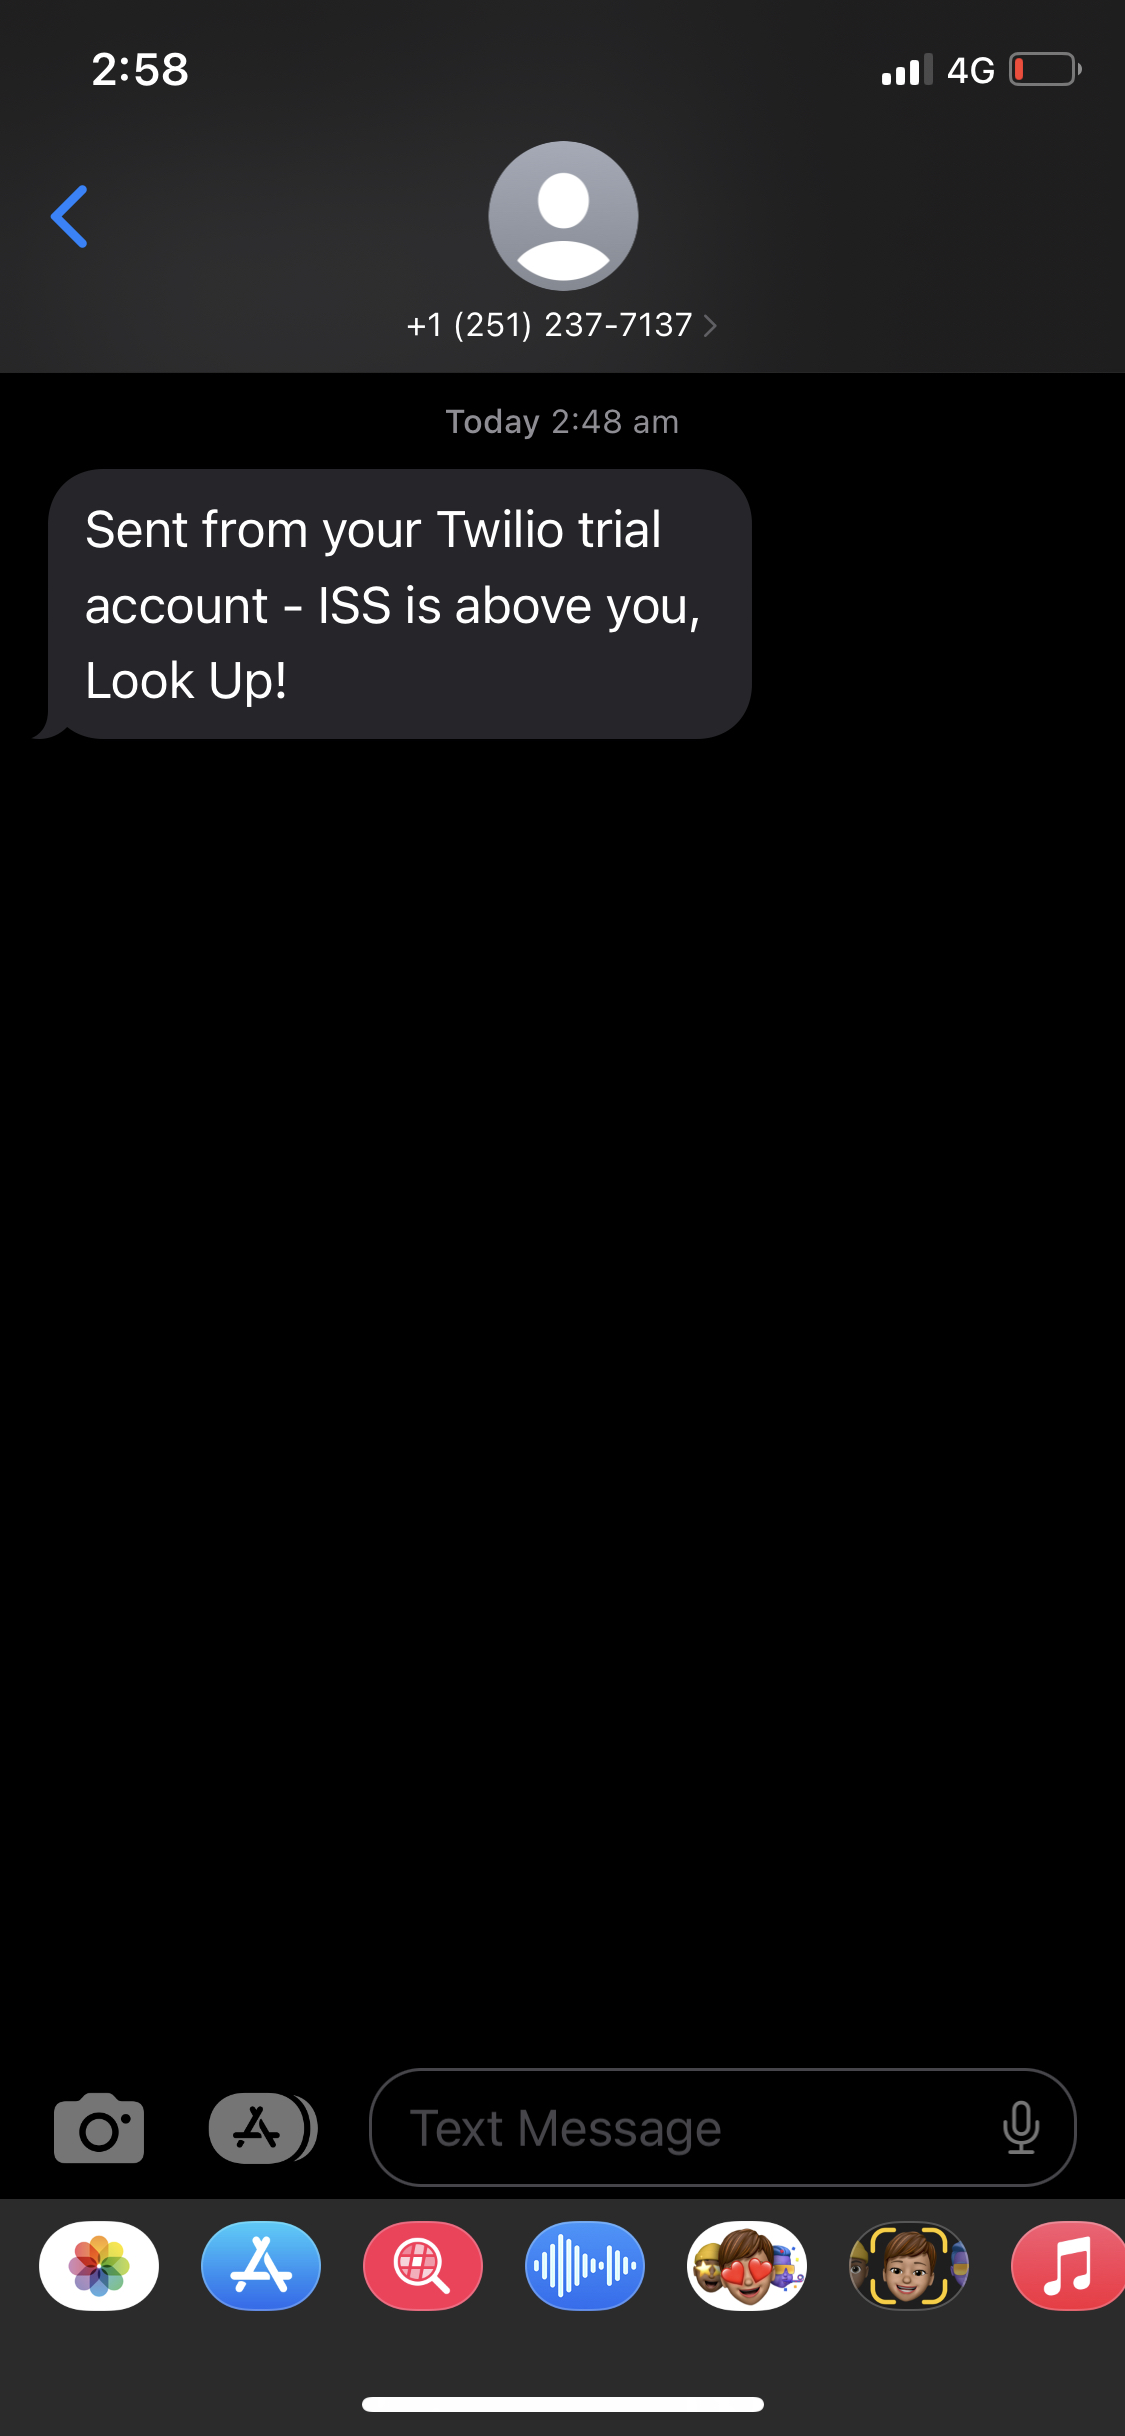 2:58
4G
+1 (251) 237-7137
Today 2:48 am
Sent from your Twilio trial
account - ISS is above you,
Look Up!
Text Message